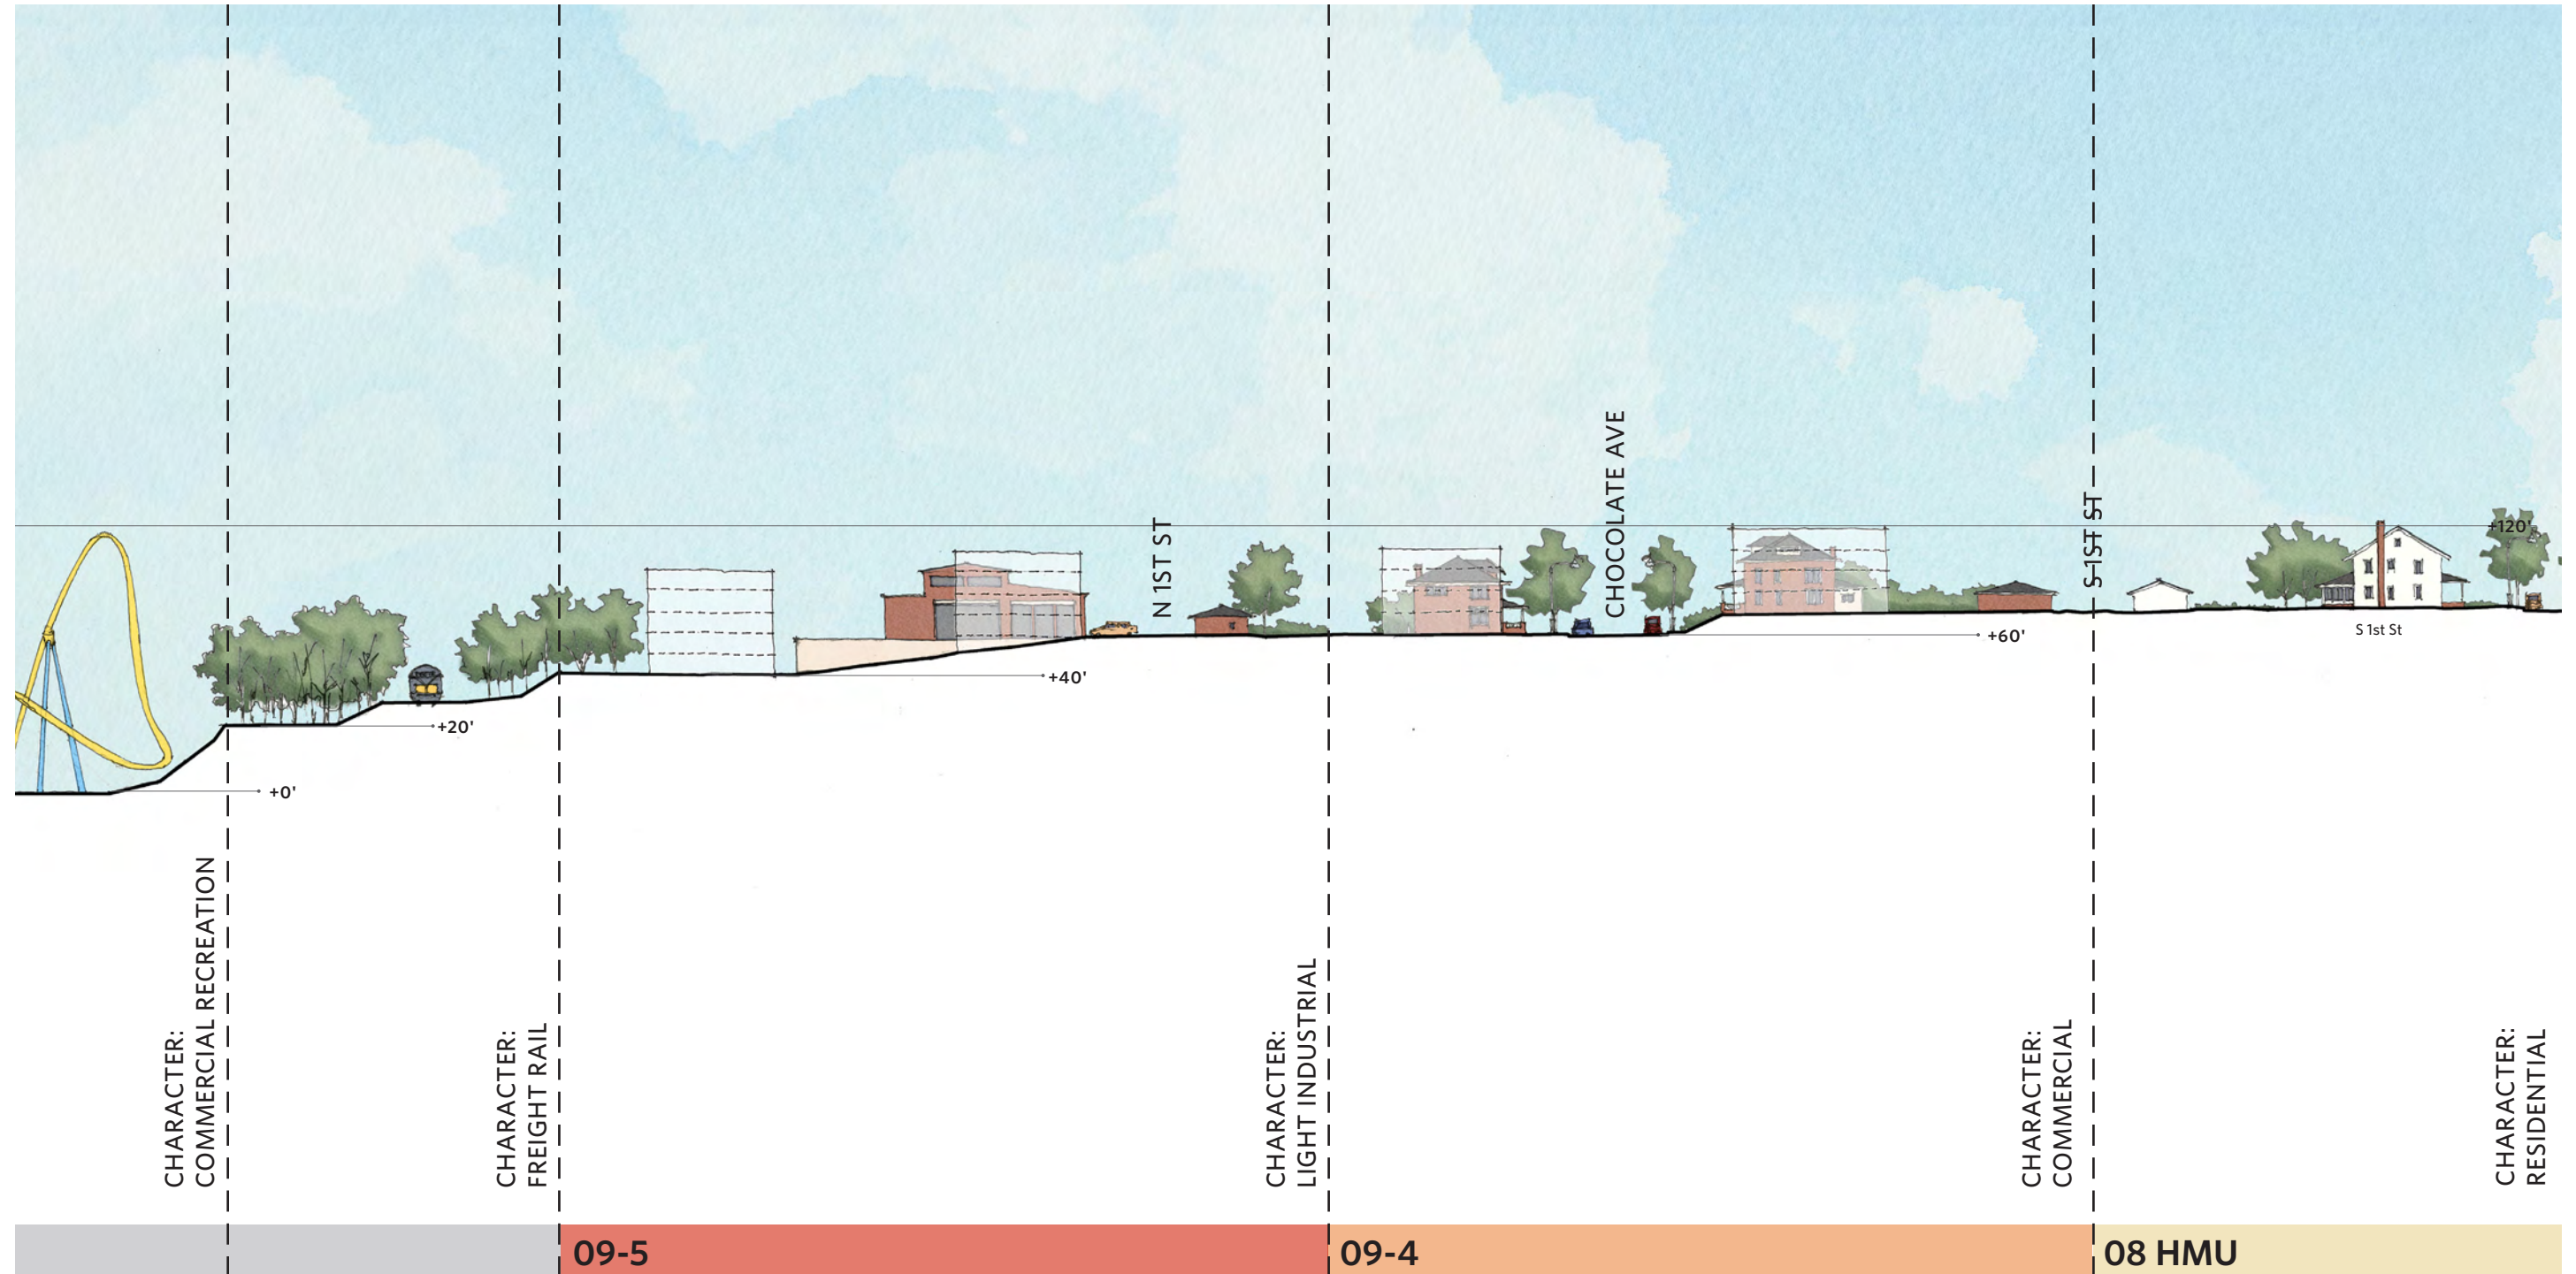 CHOCOLATE AVE
N 1ST ST
S 1ST ST
+120'
S 1st St
+60'
+40'
+20'
+0'
CHARACTER:
COMMERCIAL RECREATION
CHARACTER:
FREIGHT RAIL
CHARACTER:
LIGHT INDUSTRIAL
CHARACTER:
COMMERCIAL
CHARACTER:
RESIDENTIAL
09-5
09-4
08 HMU